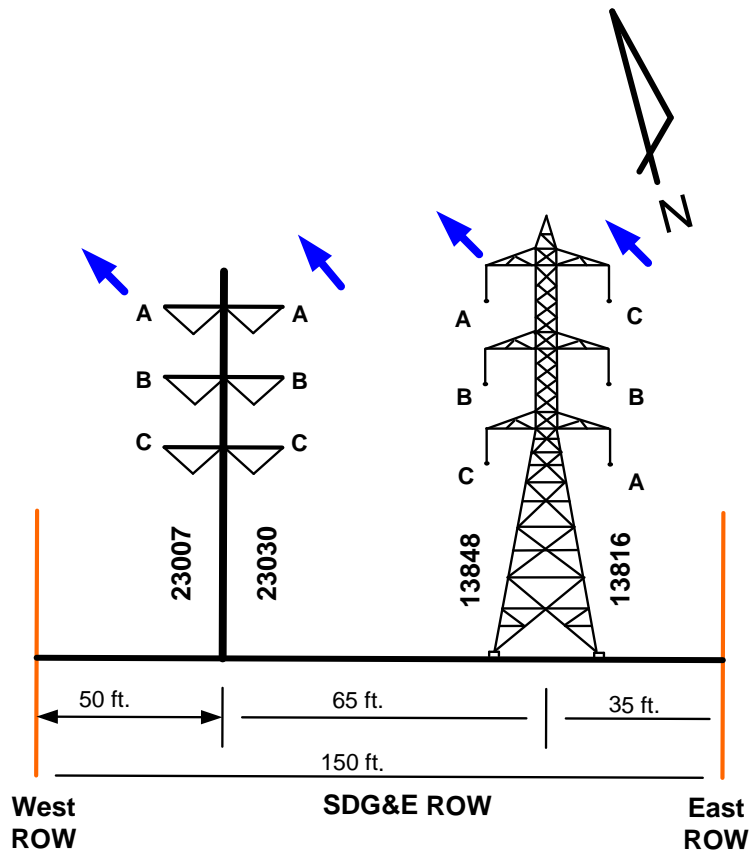 N
A A
B B
C C
A C
B B
C A
23007
23030
13848
13816
50 ft.
65 ft.
35 ft.
150 ft.
West
ROW
SDG&E ROW
East
ROW